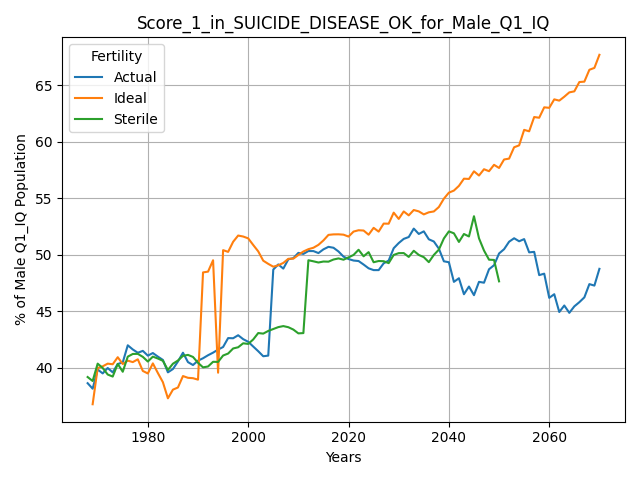 Score_1_in_SUICIDE_DISEASE_OK_for_Male_Q1_IQ
Fertility
Actual
Ideal
Sterile
% of Male Q1_IQ Population
65
60
55
50
45
40
1980
2000
2020
2040
2060
Years